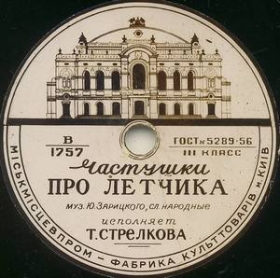 В
1757
ГОСТ № 5289-56
III КЛАСС
Частушки
ПРО ЛЕТЧИКА
МУЗ. Ю. ЗАРИЦКОГО, СЛ. НАРОДНЫЕ
ИСПОЛНЯЕТ
Т. СТРЕЛКОВА
МІСЬКМІСЦЕВПРОМ - ФАБРИКА КУЛЬТТОВАРІВ м. КИЇВ